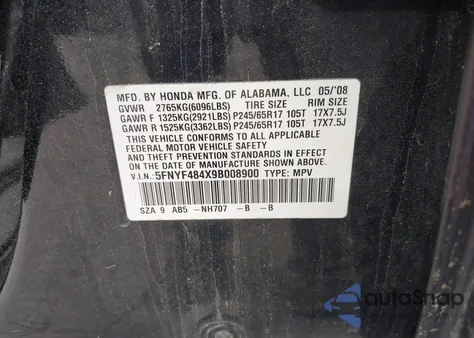 MFD. BY HONDA MFG. OF ALABAMA, LLC 05/'08
GVWR 2765KG(6096LBS) TIRE SIZE RIM SIZE
GAWR F 1325KG(2921LBS) P245/65R17 105T 17X7.5J
GAWR R 1525KG(3362LBS) P245/65R17 105T 17X7.5J
THIS VEHICLE CONFORMS TO ALL APPLICABLE
FEDERAL MOTOR VEHICLE SAFETY
AND THEFT PREVENTION STANDARDS IN EFFECT
ON THE DATE OF MANUFACTURE SHOWN ABOVE.
V.I.N.: 5FNYF484X9B008900 TYPE: MPV
SZA 9 AB5 -NH707 -B -B
autoSnap